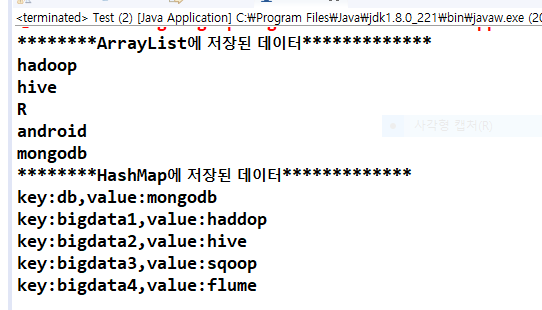 <terminated> Test (2) [Java Application] C:₩Program Files₩Java₩jdk1.8.0_221₩bin₩javaw.exe (20
********ArrayList에 저장된 데이터*************
hadoop
hive
R
android
mongodb
사각형 캡처(R)
********HashMap에 저장된 데이터*************
key:db,value:mongodb
key:bigdata1,value:haddop
key:bigdata2,value:hive
key:bigdata3,value:sqoop
key:bigdata4,value:flume